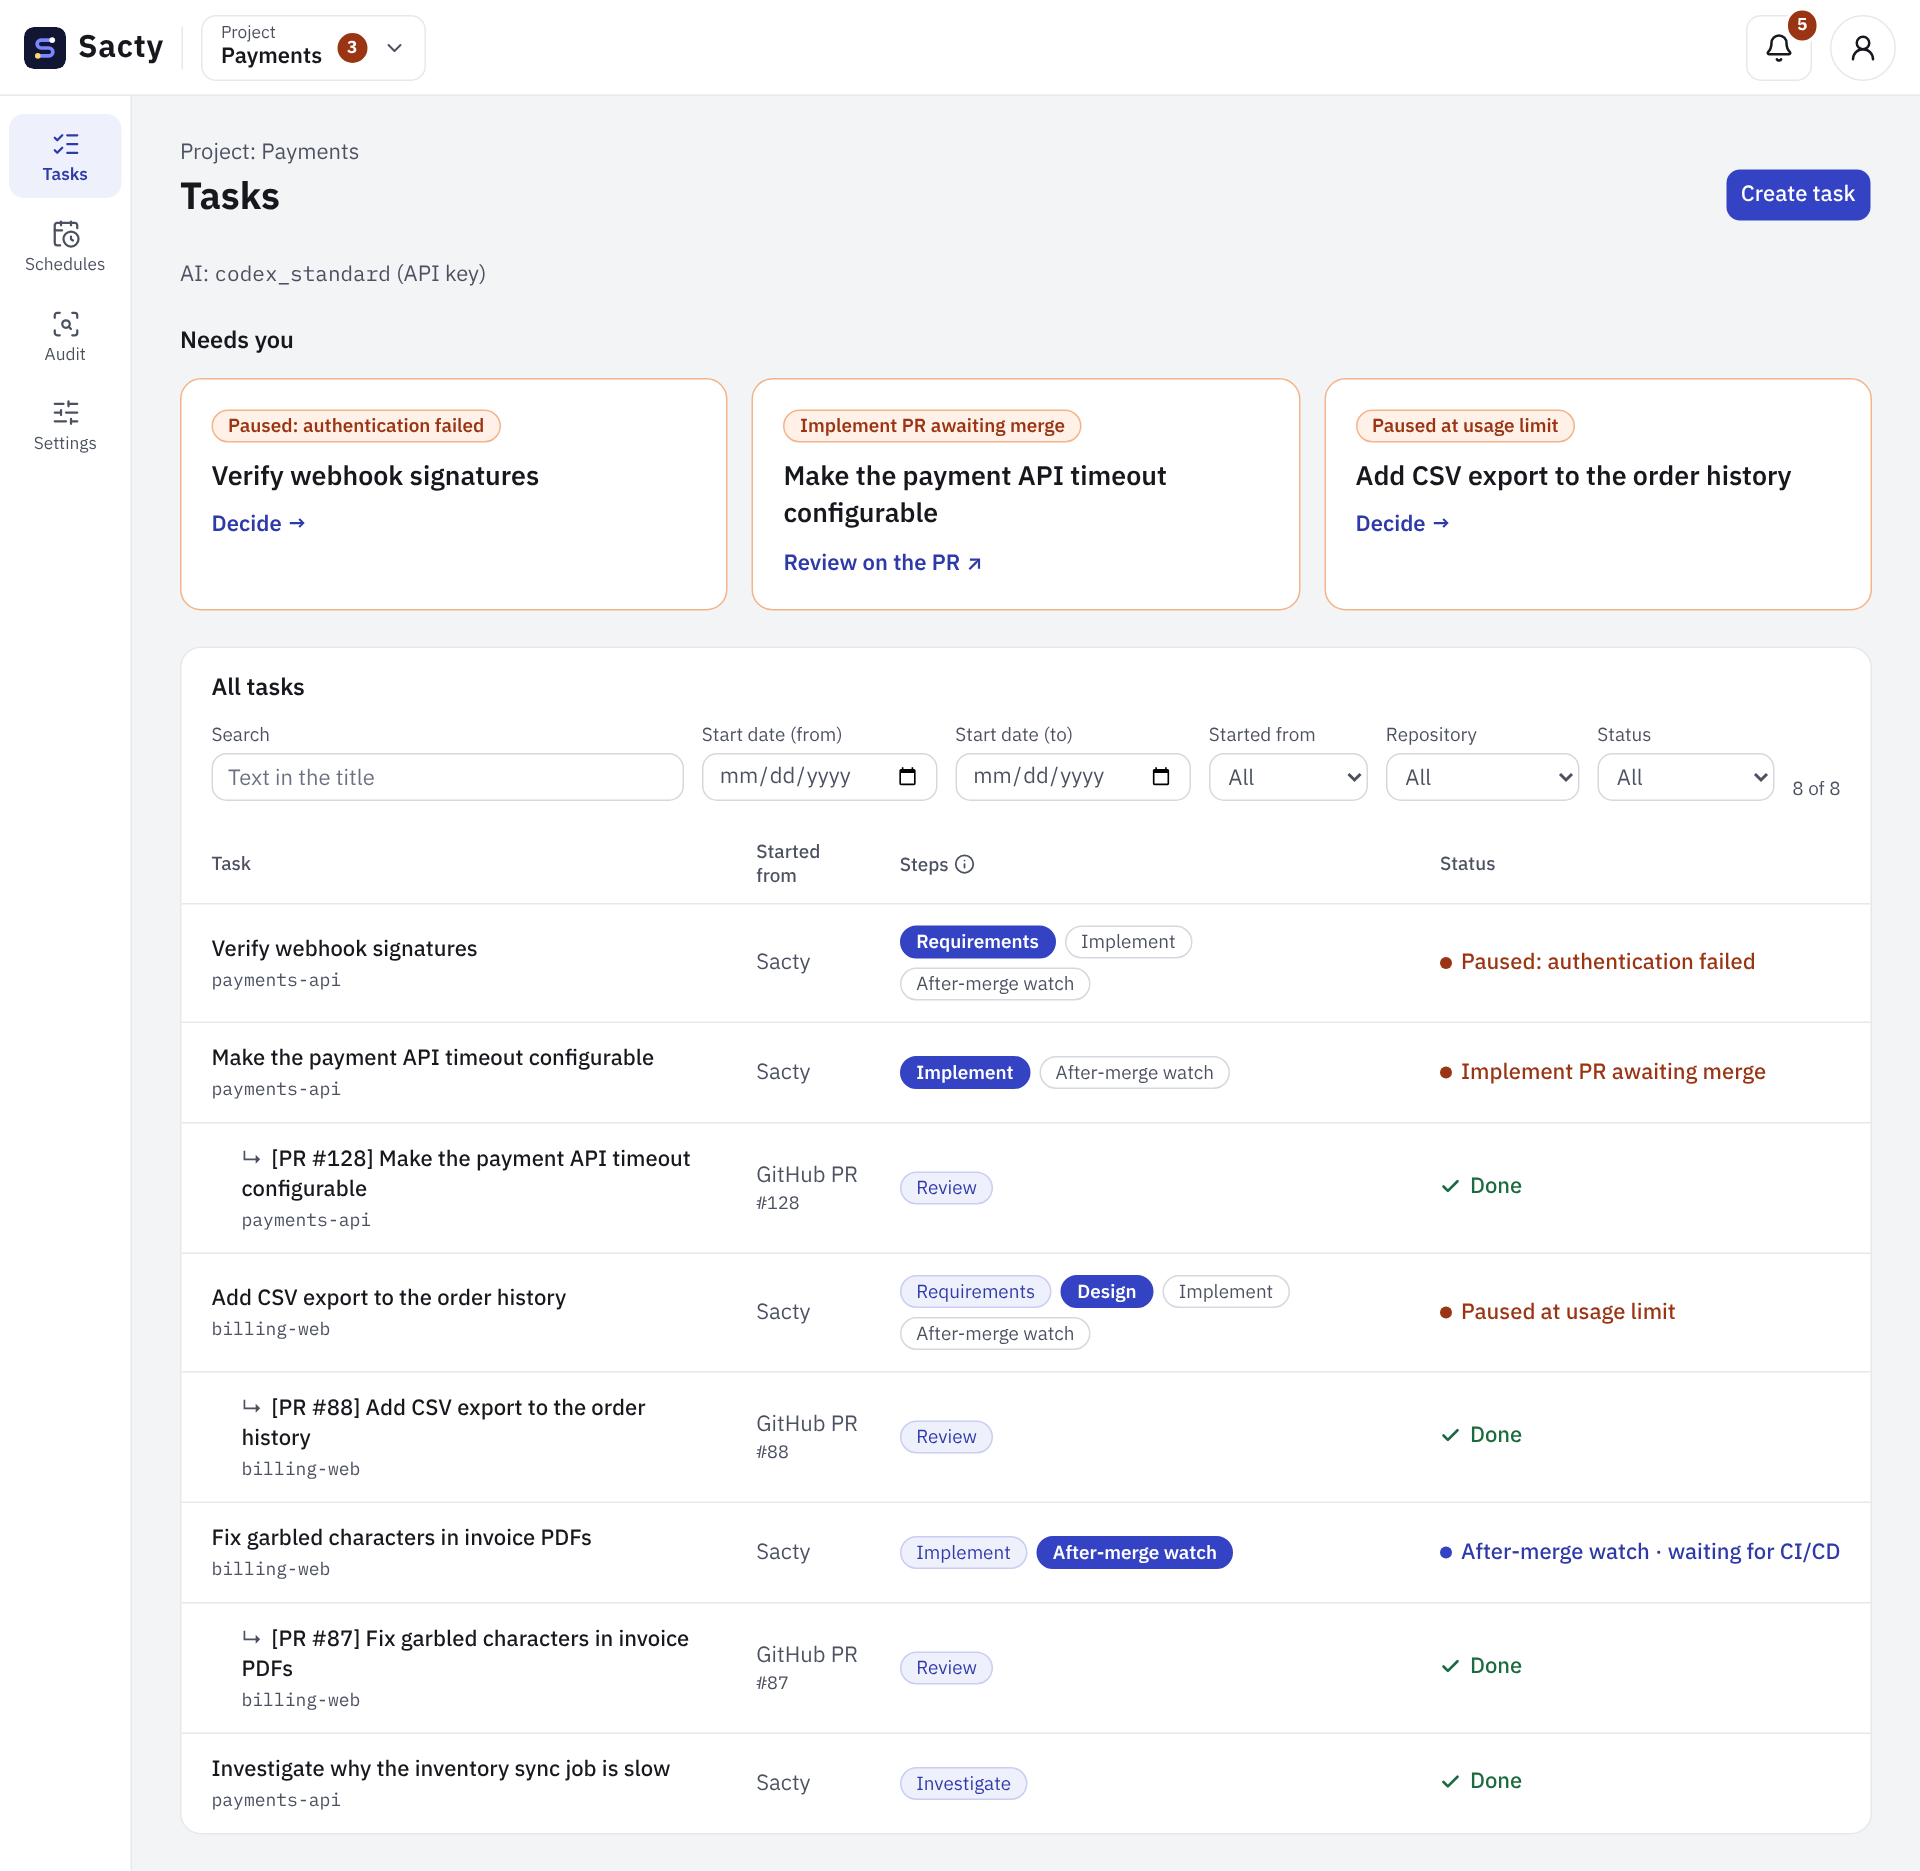 Sacty
Project
Payments
3
5
Tasks
Schedules
Audit
Settings
Project: Payments
Tasks
Create task
AI: codex_standard (API key)
Needs you
Paused: authentication failed
Verify webhook signatures
Decide →
Implement PR awaiting merge
Make the payment API timeout
configurable
Review on the PR ↗
Paused at usage limit
Add CSV export to the order history
Decide →
All tasks
Search
Text in the title
Start date (from)
mm/dd/yyyy
Start date (to)
mm/dd/yyyy
Started from
All
Repository
All
Status
All
8 of 8
Task
Started
from
Steps
Status
Verify webhook signatures
payments-api
Sacty
Requirements Implement
After-merge watch
Paused: authentication failed
Make the payment API timeout configurable
payments-api
Sacty
Implement After-merge watch
Implement PR awaiting merge
↳ [PR #128] Make the payment API timeout
configurable
payments-api
GitHub PR
#128
Review
Done
Add CSV export to the order history
billing-web
Sacty
Requirements Design Implement
After-merge watch
Paused at usage limit
↳ [PR #88] Add CSV export to the order
history
billing-web
GitHub PR
#88
Review
Done
Fix garbled characters in invoice PDFs
billing-web
Sacty
Implement After-merge watch
After-merge watch · waiting for CI/CD
↳ [PR #87] Fix garbled characters in invoice
PDFs
billing-web
GitHub PR
#87
Review
Done
Investigate why the inventory sync job is slow
payments-api
Sacty
Investigate
Done